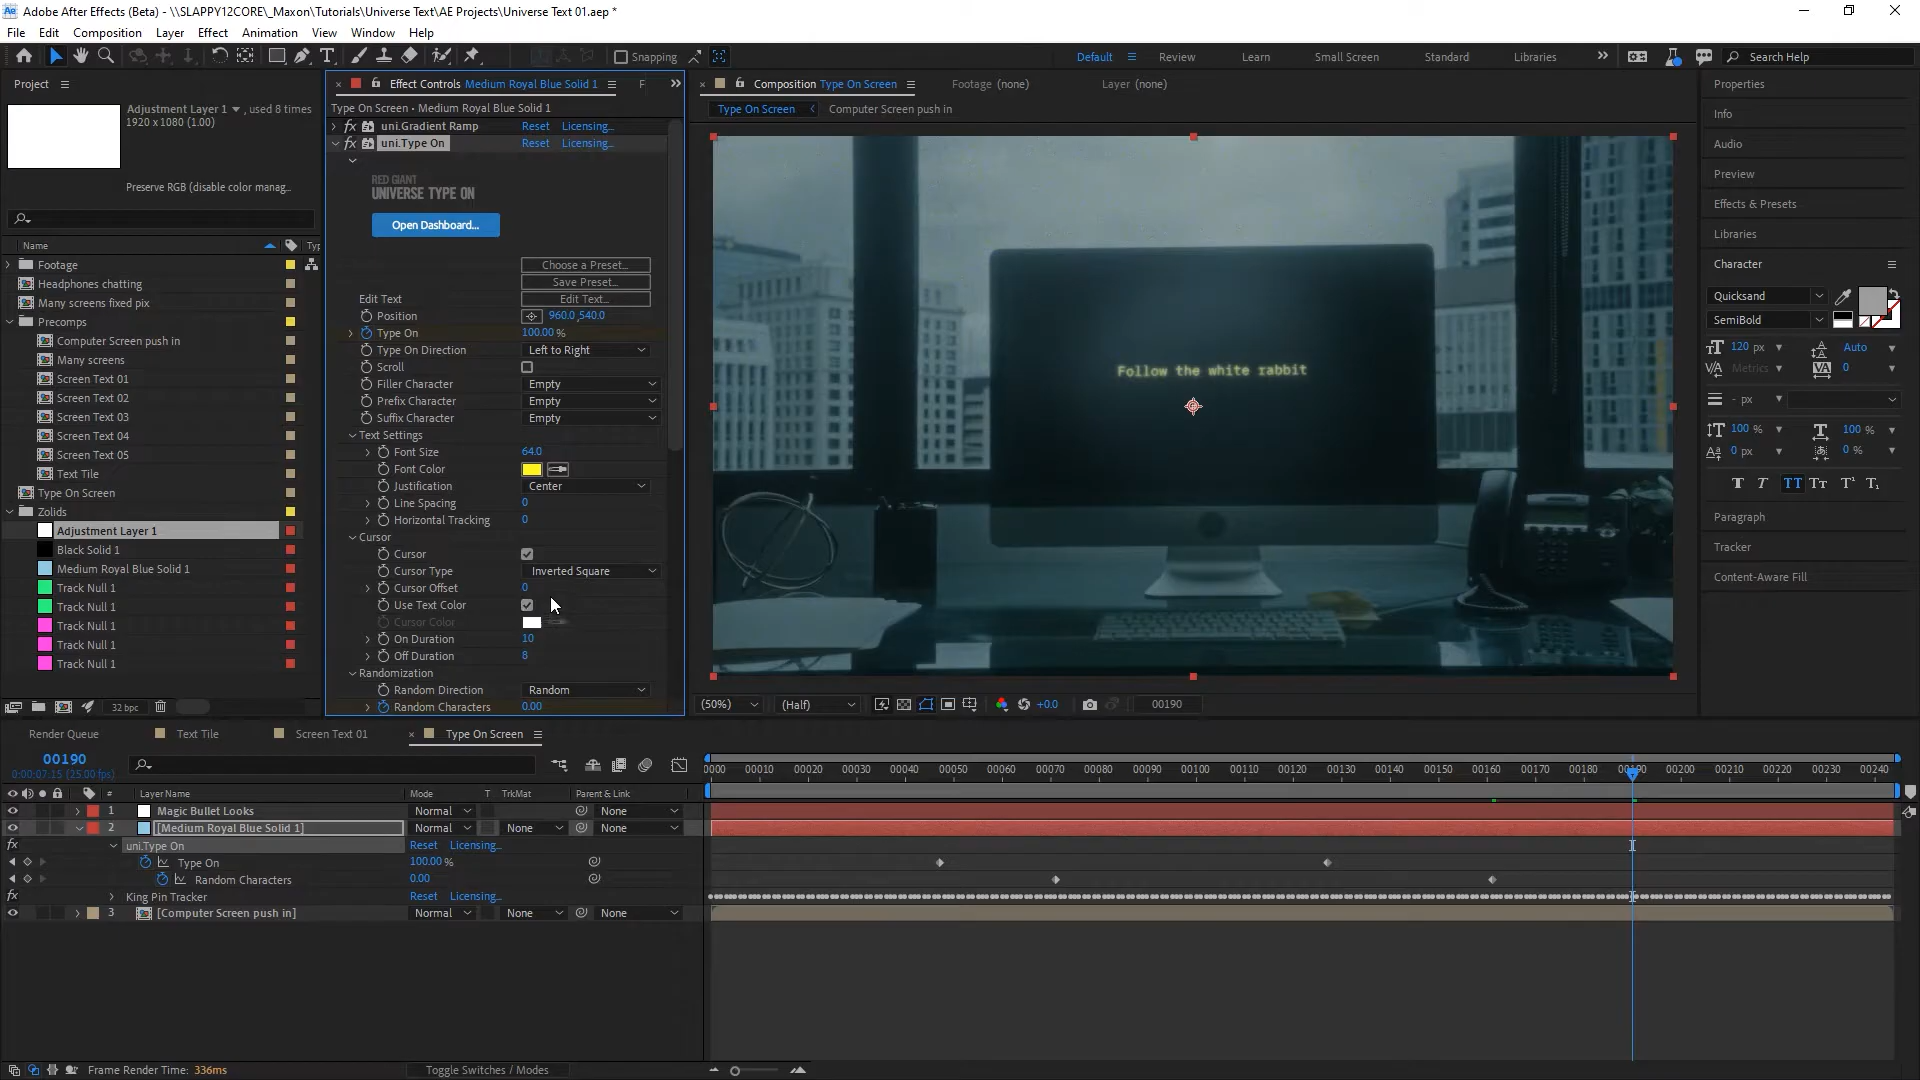 Adobe After Effects (Beta) - \\SLAPPY12CORE\_Maxon\Tutorials\Universe Text\AE Projects\Universe Text 01.aep *
File Edit Composition Layer Effect Animation View Window Help
Snapping
Default Review Learn Small Screen Standard Libraries
Search Help
Project
Adjustment Layer 1 , used 8 times
1920 x 1080 (1.00)
Preserve RGB (disable color manag..
Name Typ
Footage
Headphones chatting
Many screens fixed pix
Precomps
Computer Screen push in
Many screens
Screen Text 01
Screen Text 02
Screen Text 03
Screen Text 04
Screen Text 05
Text Tile
Type On Screen
Zolids
Adjustment Layer 1
Black Solid 1
Medium Royal Blue Solid 1
Track Null 1
Track Null 1
Track Null 1
Track Null 1
Track Null 1
32 bpc
Effect Controls Medium Royal Blue Solid 1
F
Type On Screen • Medium Royal Blue Solid 1
fx uni.Gradient Ramp Reset Licensing...
fx uni.Type On Reset Licensing...
RED GIANT
UNIVERSE TYPE ON
Open Dashboard...
Choose a Preset...
Save Preset...
Edit Text Edit Text...
Position 960.0,540.0
Type On 100.00 %
Type On Direction Left to Right
Scroll
Filler Character Empty
Prefix Character Empty
Suffix Character Empty
Text Settings
Font Size 64.0
Font Color
Justification Center
Line Spacing 0
Horizontal Tracking 0
Cursor
Cursor
Cursor Type Inverted Square
Cursor Offset 0
Use Text Color
Cursor Color
On Duration 10
Off Duration 8
Randomization
Random Direction Random
Random Characters 0.00
Composition Type On Screen
Footage (none)
Layer (none)
Type On Screen Computer Screen push in
Follow the white rabbit
(50%) (Half) +0.0 00190
Properties
Info
Audio
Preview
Effects & Presets
Libraries
Character
Quicksand
SemiBold
120 px Auto
Metrics 0
- px
100 % 100 %
0 px 0 %
T T TT Tт T¹ T₁
Paragraph
Tracker
Content-Aware Fill
Render Queue Text Tile Screen Text 01 Type On Screen
00190
0:00:07:15 (25.00 fps)
# Layer Name Mode T TrkMat Parent & Link
0000 00010 00020 00030 00040 00050 00060 00070 00080 00090 00100 00110 00120 00130 00140 00150 00160 00170 00180 00190 00200 00210 00220 00230 00240
1 Magic Bullet Looks Normal None
2 [Medium Royal Blue Solid 1] Normal None None
fx uni.Type On Reset Licensing...
Type On 100.00 %
Random Characters 0.00
fx King Pin Tracker Reset Licensing...
3 [Computer Screen push in] Normal None None
Frame Render Time: 336ms
Toggle Switches / Modes